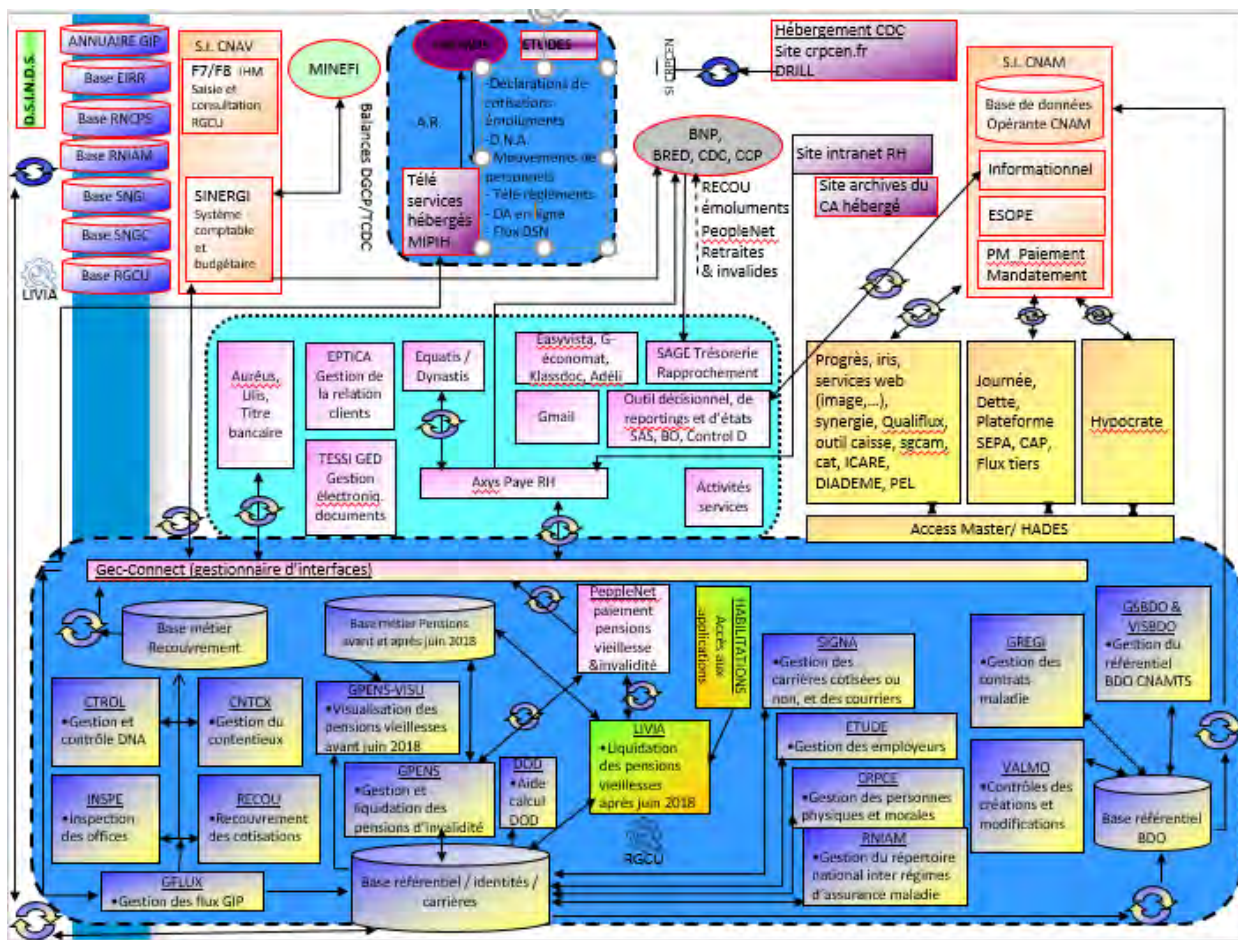 D.S.I.N.D.S.
ANNUAIRE GIP
Base EIRR
Base RNCPS
Base RNIAM
Base SNGI
Base SNGC
Base RGCU
LIVIA
S.I. CNAV
F7/F8 IHM
Saisie et
consultation
RGCU
SINERGI
Système
comptable
et
budgétaire
MINEFI
Balances DGCP/TCDC
ETUDES
A.R.
-Déclarations de
cotisations
émoluments
- D.N.A.
- Mouvements de
personnels
- Télé règlements
- DA en ligne
- Flux DSN
Télé
services
hébergés
MIPIH
SI CRPCEN
Hébergement CDC
Site crpcen.fr
DRILL
BNP,
BRED, CDC, CCP
RECOU
émoluments
PeopleNet
Retraites
& invalides
Site intranet RH
Site archives du
CA hébergé
S.I. CNAM
Base de données
Opérante CNAM
Informationnel
ESOPE
PM Paiement
Mandatement
Auréus,
Ulis,
Titre
bancaire
EPTICA
Gestion de
la relation
clients
TESSI GED
Gestion
électroniq.
documents
Equatis /
Dynastis
Easyvista, G-
économat,
Klassdoc, Adéli
Gmail
SAGE Trésorerie
Rapprochement
Outil décisionnel, de
reportings et d'états
SAS, BO, Control D
Axys Paye RH
Activités
services
Progrès, iris,
services web
(image,...),
synergie, Qualiflux,
outil caisse, sgcam,
cat, ICARE,
DIADEME, PEL
Journée,
Dette,
Plateforme
SEPA, CAP,
Flux tiers
Hypocrate
Access Master/ HADES
Gec-Connect (gestionnaire d'interfaces)
Base métier
Recouvrement
Base métier Pensions
avant et après juin 2018
PeopleNet
paiement
pensions
vieillesse
&invalidité
HABILITATIONS
Accès aux
applications
CTROL
•Gestion et
contrôle DNA
CNTCX
•Gestion du
contentieux
INSPE
•Inspection
des offices
RECOU
•Recouvrement
des cotisations
GFLUX
•Gestion des flux GIP
GPENS-VISU
•Visualisation des
pensions vieillesses
avant juin 2018
GPENS
•Gestion et
liquidation des
pensions d'invalidité
DOD
•Aide
calcul
DOD
LIVIA
•Liquidation
des pensions
vieillesses
après juin 2018
RGCU
Base référentiel / identités /
carrières
SIGNA
•Gestion des
carrières cotisées ou
non, et des courriers
ETUDE
•Gestion des employeurs
ORPCE
•Gestion des personnes
physiques et morales
RNIAM
•Gestion du répertoire
national inter régimes
d'assurance maladie
GREGI
•Gestion des
contrats
maladie
VALMO
•Contrôles des
créations et
modifications
GSBDO &
VISBDO
•Gestion du
référentiel
BDO CNAMTS
Base référentiel
BDO